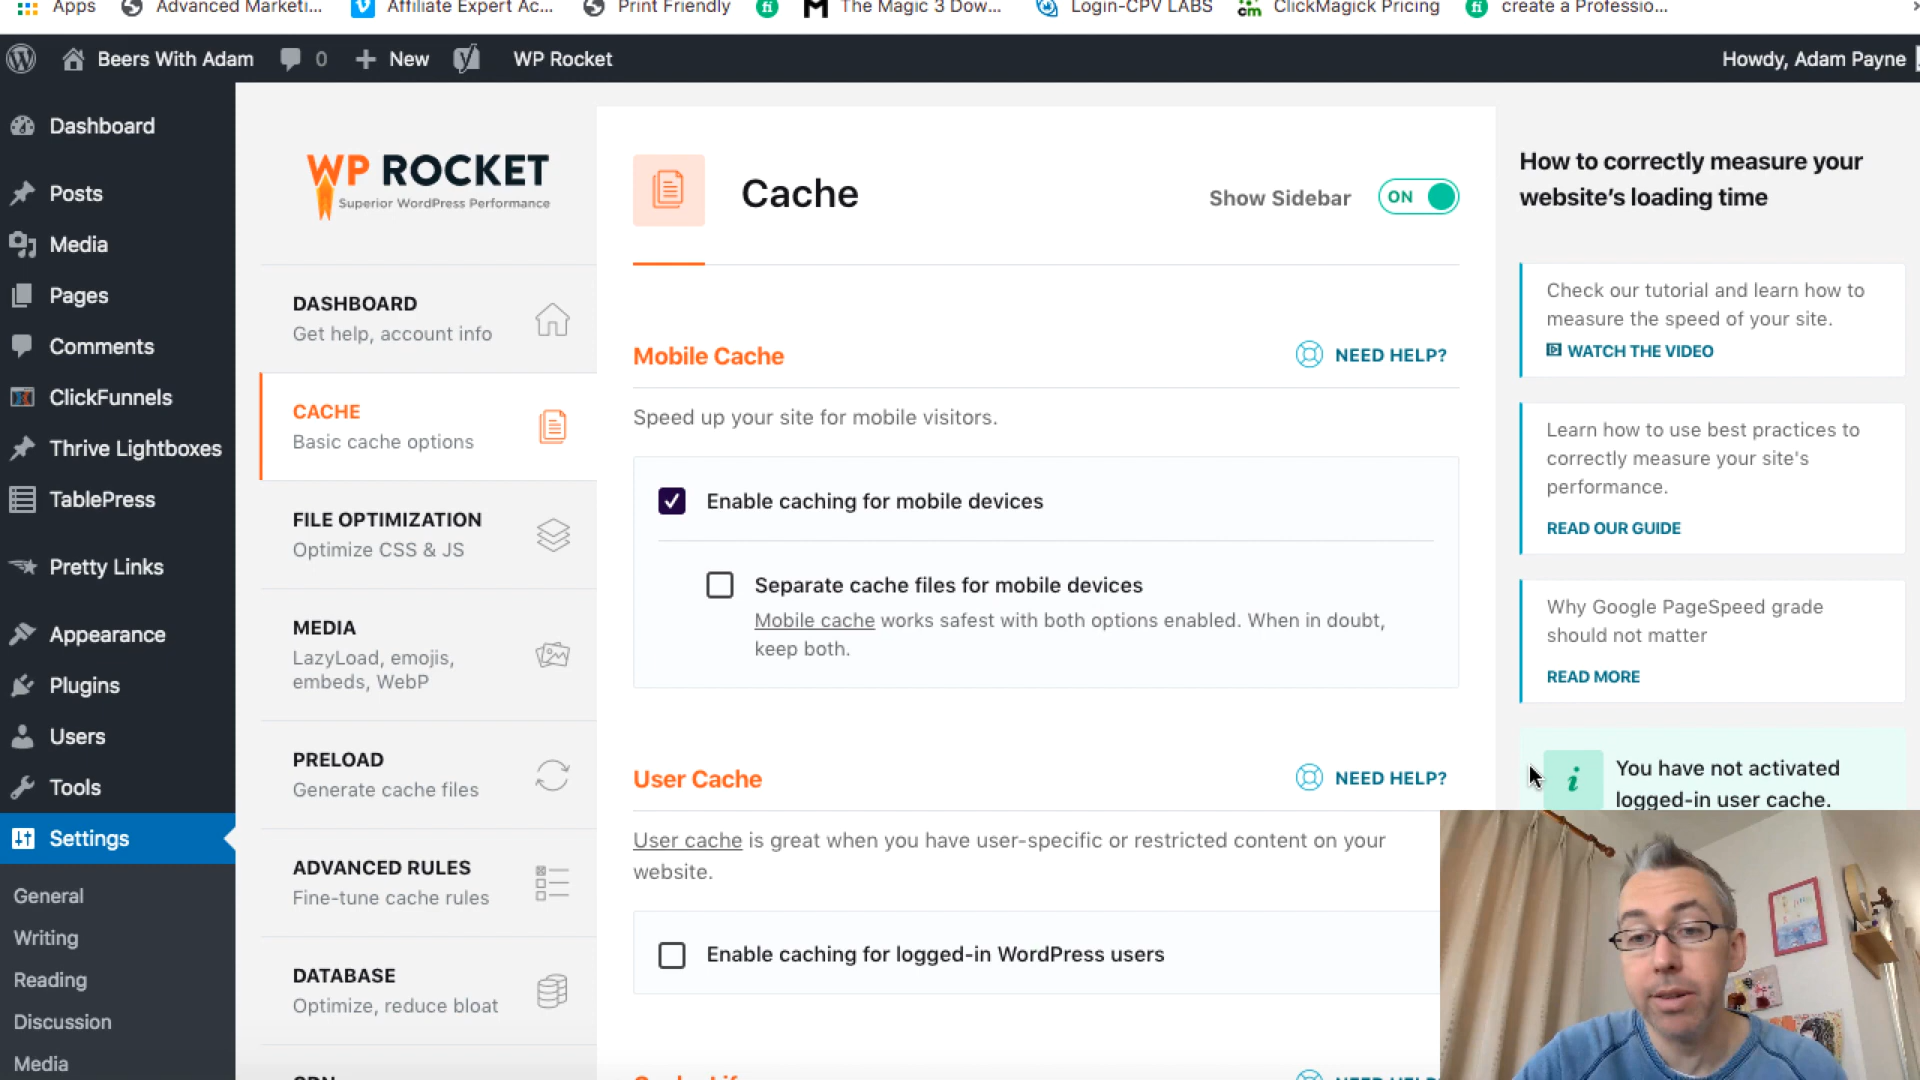 Apps
Advanced Marketi...
Affiliate Expert Ac...
Print Friendly
fi
The Magic 3 Dow...
Login-CPV LABS
cm
ClickMagick Pricing
fi
create a Professio...
Beers With Adam
0
New
WP Rocket
Howdy, Adam Payne
Dashboard
Posts
Media
Pages
Comments
ClickFunnels
Thrive Lightboxes
TablePress
Pretty Links
Appearance
Plugins
Users
Tools
Settings
General
Writing
Reading
Discussion
Media
WP ROCKET
Superior WordPress Performance
DASHBOARD
Get help, account info
CACHE
Basic cache options
FILE OPTIMIZATION
Optimize CSS & JS
MEDIA
LazyLoad, emojis,
embeds, WebP
PRELOAD
Generate cache files
ADVANCED RULES
Fine-tune cache rules
DATABASE
Optimize, reduce bloat
Cache
Show Sidebar
ON
Mobile Cache
NEED HELP?
Speed up your site for mobile visitors.
Enable caching for mobile devices
Separate cache files for mobile devices
Mobile cache works safest with both options enabled. When in doubt,
keep both.
User Cache
NEED HELP?
User cache is great when you have user-specific or restricted content on your
website.
Enable caching for logged-in WordPress users
How to correctly measure your
website's loading time
Check our tutorial and learn how to
measure the speed of your site.
WATCH THE VIDEO
Learn how to use best practices to
correctly measure your site's
performance.
READ OUR GUIDE
Why Google PageSpeed grade
should not matter
READ MORE
You have not activated
logged-in user cache.